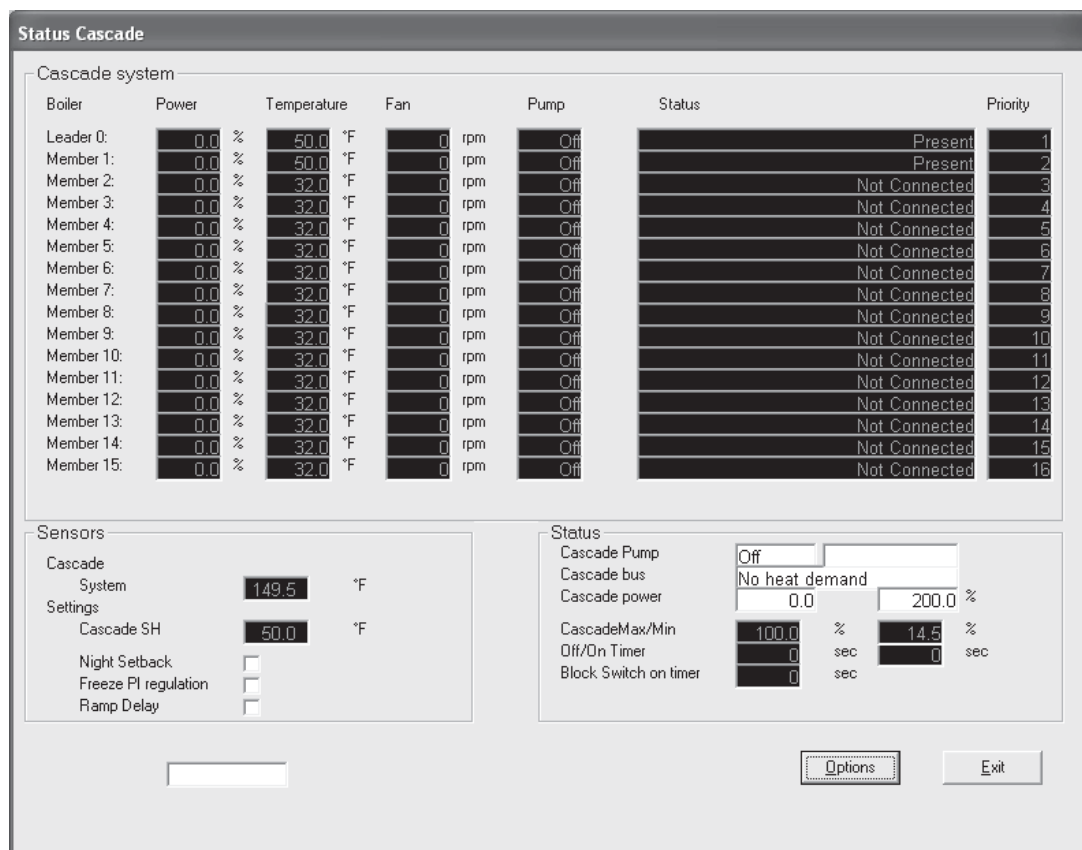 Status Cascade
Cascade system
Boiler Power Temperature Fan Pump Status Priority
Leader 0: 0.0 % 50.0 °F 0 rpm Off Present 1
Member 1: 0.0 % 50.0 °F 0 rpm Off Present 2
Member 2: 0.0 % 32.0 °F 0 rpm Off Not Connected 3
Member 3: 0.0 % 32.0 °F 0 rpm Off Not Connected 4
Member 4: 0.0 % 32.0 °F 0 rpm Off Not Connected 5
Member 5: 0.0 % 32.0 °F 0 rpm Off Not Connected 6
Member 6: 0.0 % 32.0 °F 0 rpm Off Not Connected 7
Member 7: 0.0 % 32.0 °F 0 rpm Off Not Connected 8
Member 8: 0.0 % 32.0 °F 0 rpm Off Not Connected 9
Member 9: 0.0 % 32.0 °F 0 rpm Off Not Connected 10
Member 10: 0.0 % 32.0 °F 0 rpm Off Not Connected 11
Member 11: 0.0 % 32.0 °F 0 rpm Off Not Connected 12
Member 12: 0.0 % 32.0 °F 0 rpm Off Not Connected 13
Member 13: 0.0 % 32.0 °F 0 rpm Off Not Connected 14
Member 14: 0.0 % 32.0 °F 0 rpm Off Not Connected 15
Member 15: 0.0 % 32.0 °F 0 rpm Off Not Connected 16
Sensors
Cascade
System 149.5 °F
Settings
Cascade SH 50.0 °F
Night Setback
Freeze PI regulation
Ramp Delay
Status
Cascade Pump Off
Cascade bus No heat demand
Cascade power 0.0 200.0 %
CascadeMax/Min 100.0 % 14.5 %
Off/On Timer 0 sec 0 sec
Block Switch on timer 0 sec
Options Exit